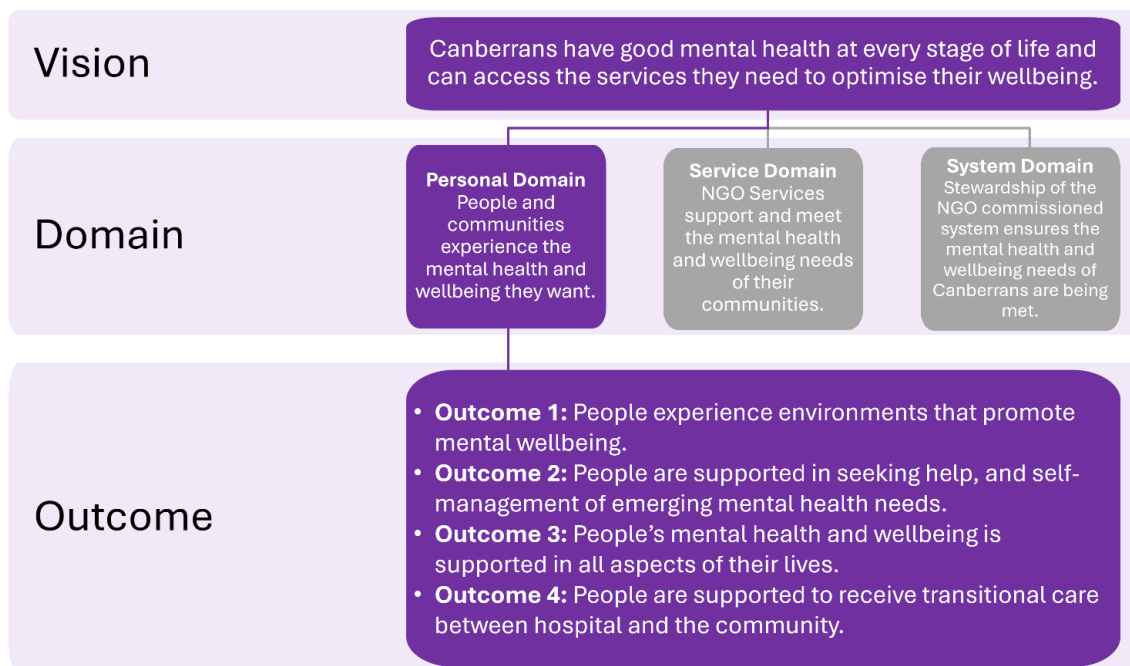 Vision
Canberrans have good mental health at every stage of life and
can access the services they need to optimise their wellbeing.
Domain
Personal Domain
People and
communities
experience the
mental health and
wellbeing they want.
Service Domain
NGO Services
support and meet
the mental health
and wellbeing needs
of their
communities.
System Domain
Stewardship of the
NGO commissioned
system ensures the
mental health and
wellbeing needs of
Canberrans are being
met.
Outcome
• Outcome 1: People experience environments that promote
mental wellbeing.
• Outcome 2: People are supported in seeking help, and self-
management of emerging mental health needs.
• Outcome 3: People’s mental health and wellbeing is
supported in all aspects of their lives.
• Outcome 4: People are supported to receive transitional care
between hospital and the community.